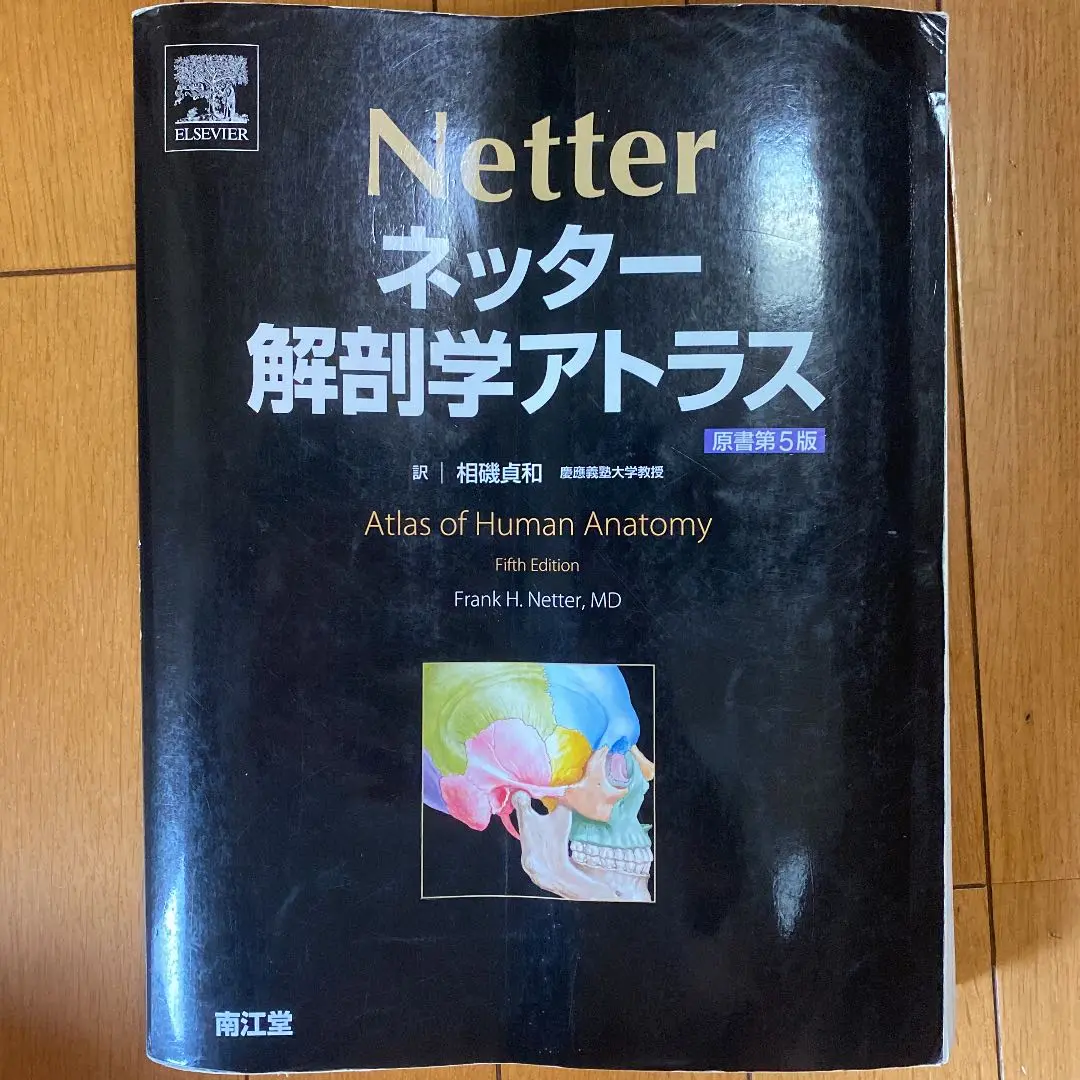 ELSEVIER
Netter
ネッター
解剖学アトラス
原書第5版
訳｜相磯貞和 慶應義塾大学教授
Atlas of Human Anatomy
Fifth Edition
Frank H. Netter, MD
南江堂